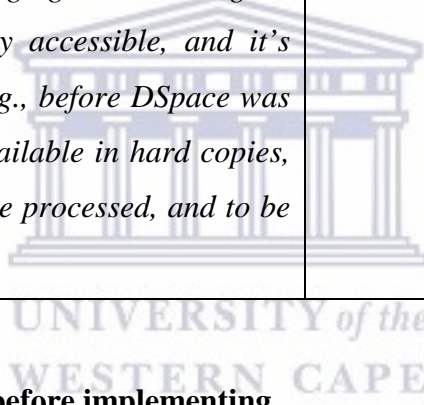 y accessible, and it's
g., before DSpace was
ailable in hard copies,
e processed, and to be
UNIVERSITY of the
WESTERN CAPE
before implementing